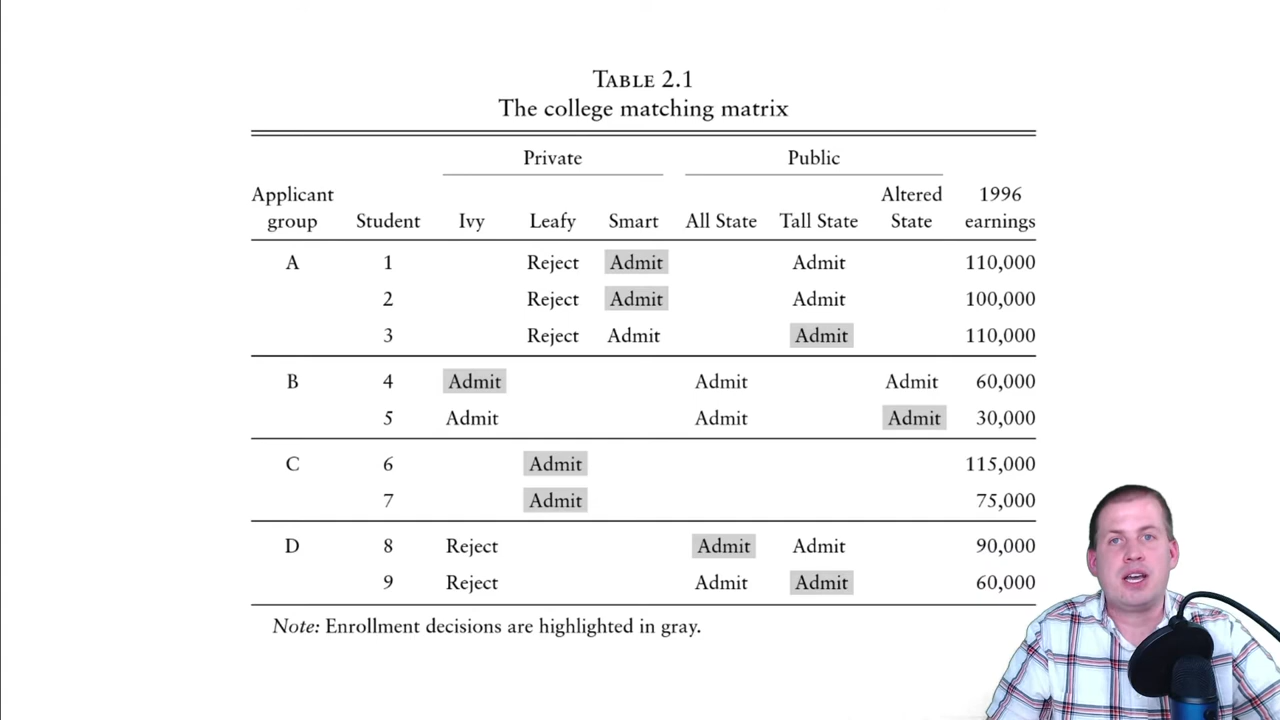 TABLE 2.1
The college matching matrix
Private Public
Applicant Altered 1996
group Student Ivy Leafy Smart All State Tall State State earnings
A 1 Reject Admit Admit 110,000
2 Reject Admit Admit 100,000
3 Reject Admit Admit 110,000
B 4 Admit Admit Admit 60,000
5 Admit Admit Admit 30,000
C 6 Admit 115,000
7 Admit 75,000
D 8 Reject Admit Admit 90,000
9 Reject Admit Admit 60,000
Note: Enrollment decisions are highlighted in gray.